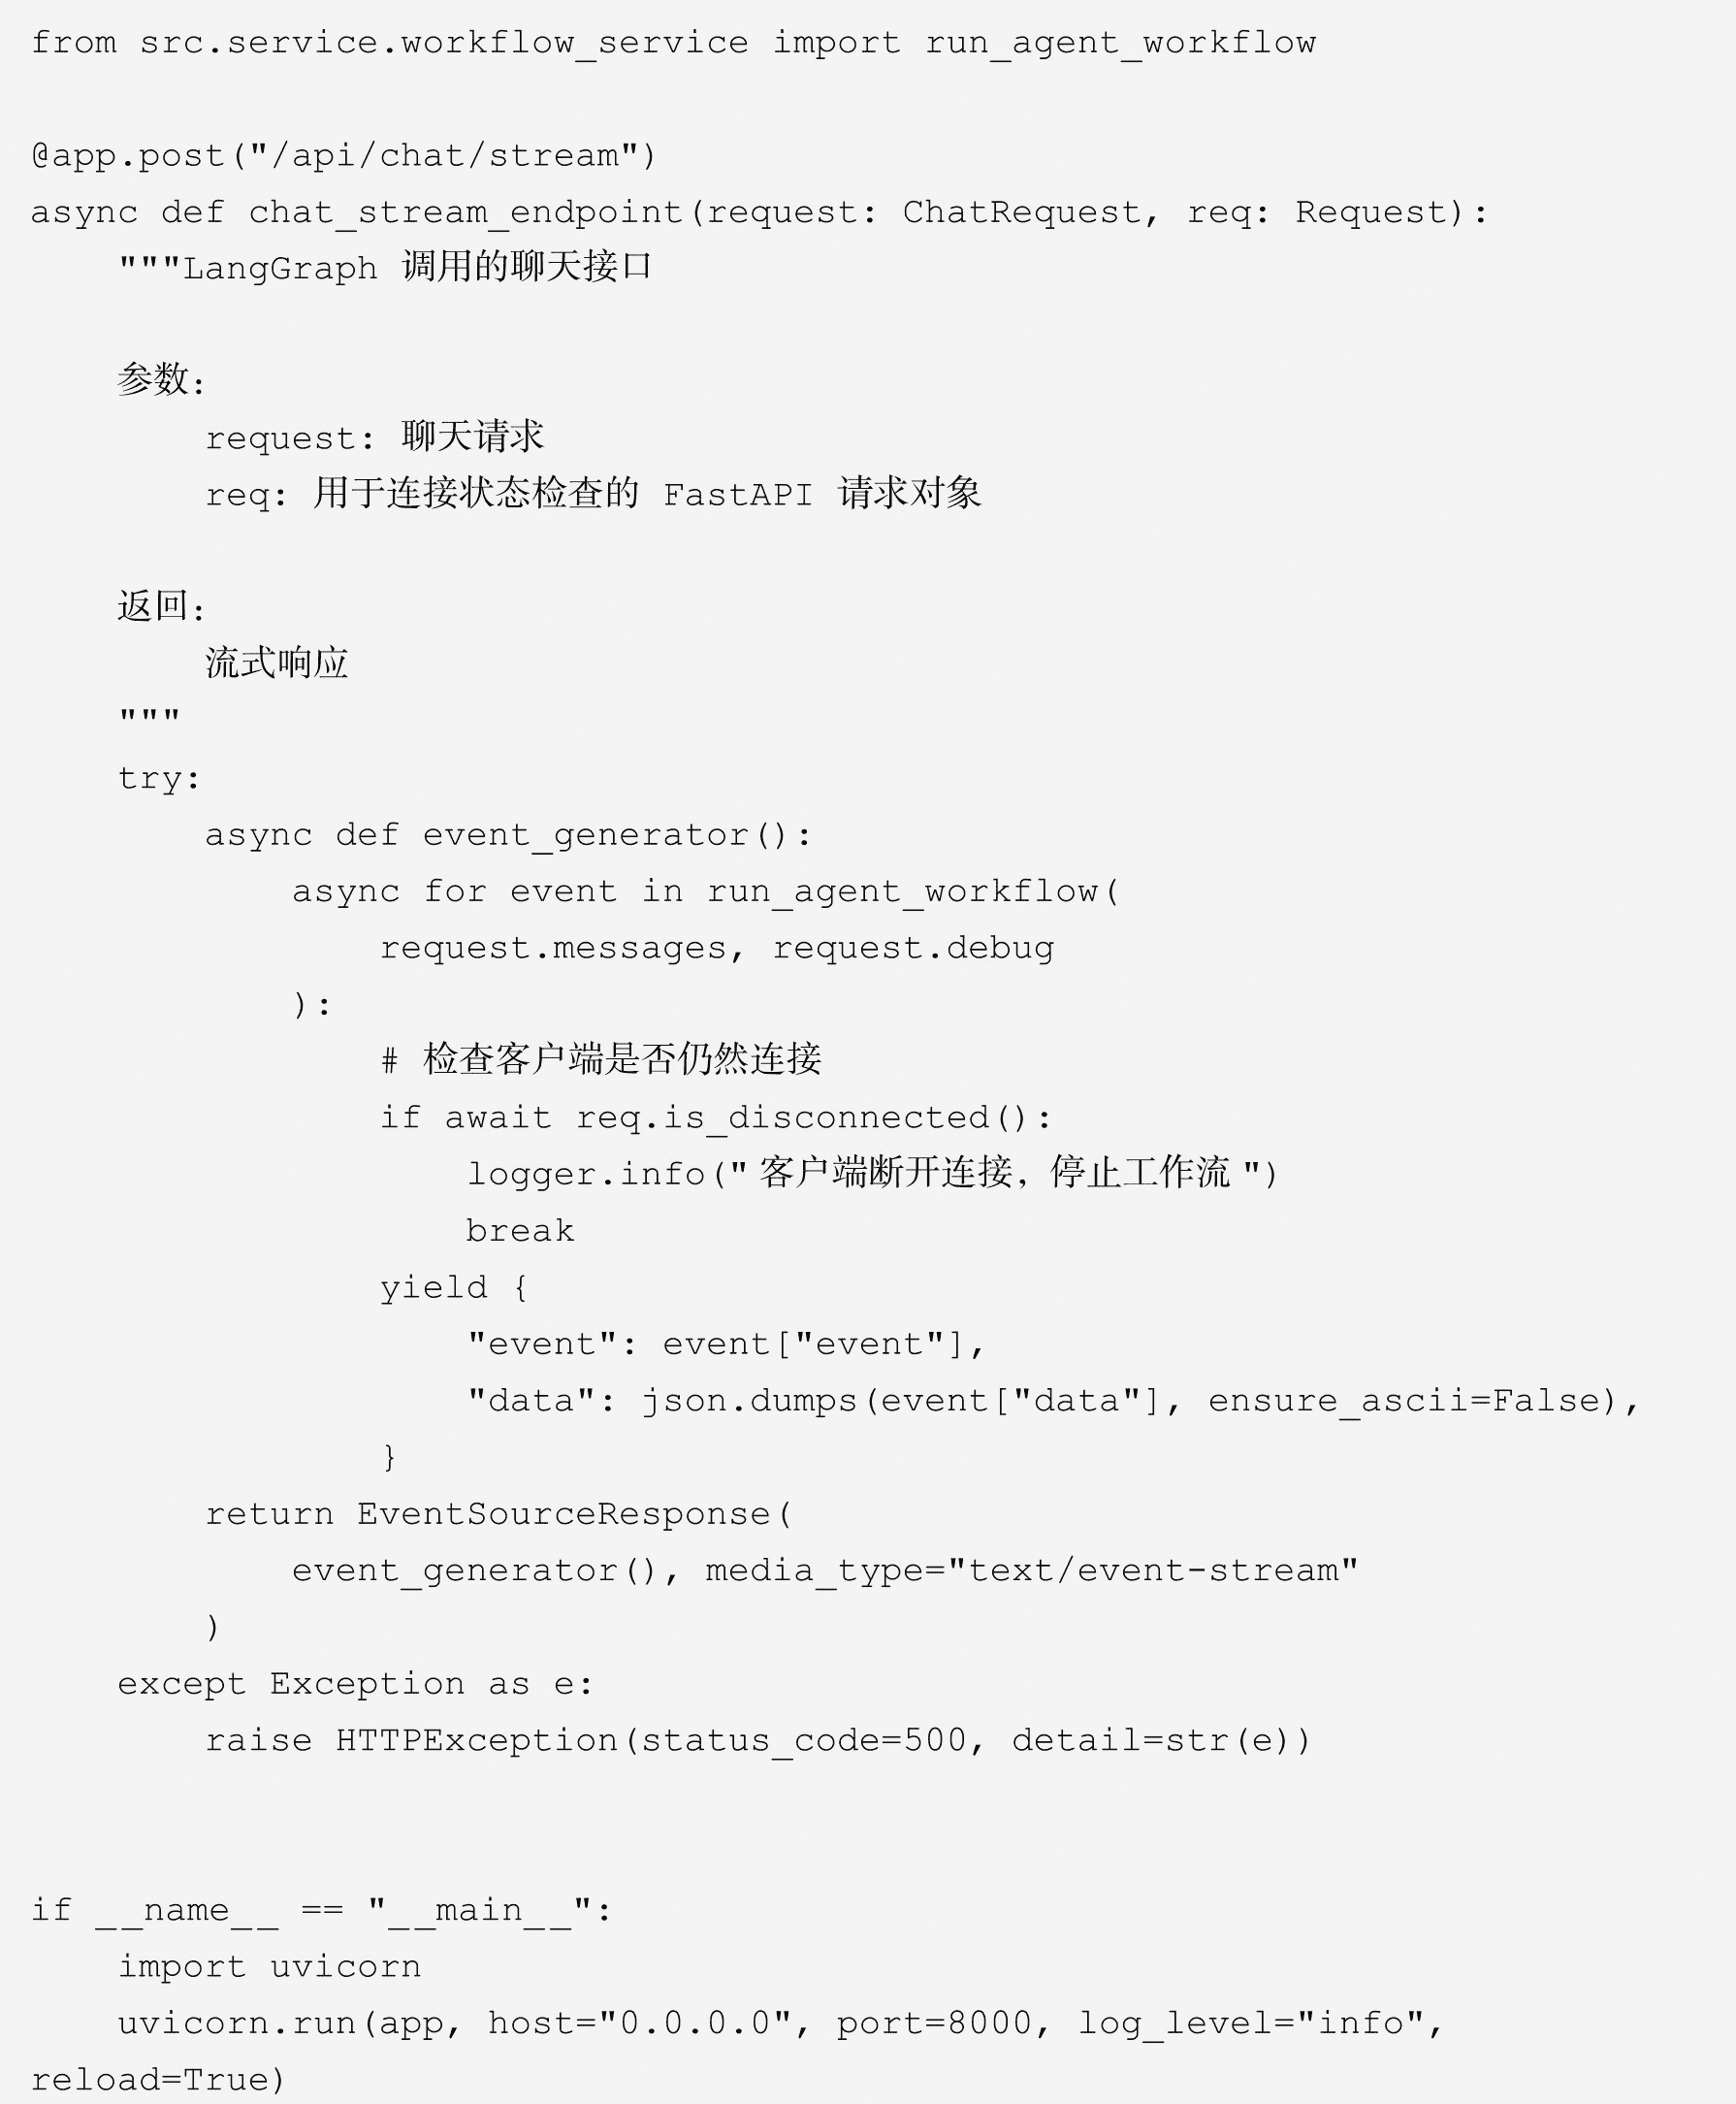 from src.service.workflow_service import run_agent_workflow

@app.post("/api/chat/stream")
async def chat_stream_endpoint(request: ChatRequest, req: Request):
    """LangGraph 调用的聊天接口

    参数:
        request: 聊天请求
        req: 用于连接状态检查的 FastAPI 请求对象

    返回:
        流式响应
    """
    try:
        async def event_generator():
            async for event in run_agent_workflow(
                request.messages, request.debug
            ):
                # 检查客户端是否仍然连接
                if await req.is_disconnected():
                    logger.info("客户端断开连接，停止工作流")
                    break
                yield {
                    "event": event["event"],
                    "data": json.dumps(event["data"], ensure_ascii=False),
                }
        return EventSourceResponse(
            event_generator(), media_type="text/event-stream"
        )
    except Exception as e:
        raise HTTPException(status_code=500, detail=str(e))


if __name__ == "__main__":
    import uvicorn
    uvicorn.run(app, host="0.0.0.0", port=8000, log_level="info",
reload=True)